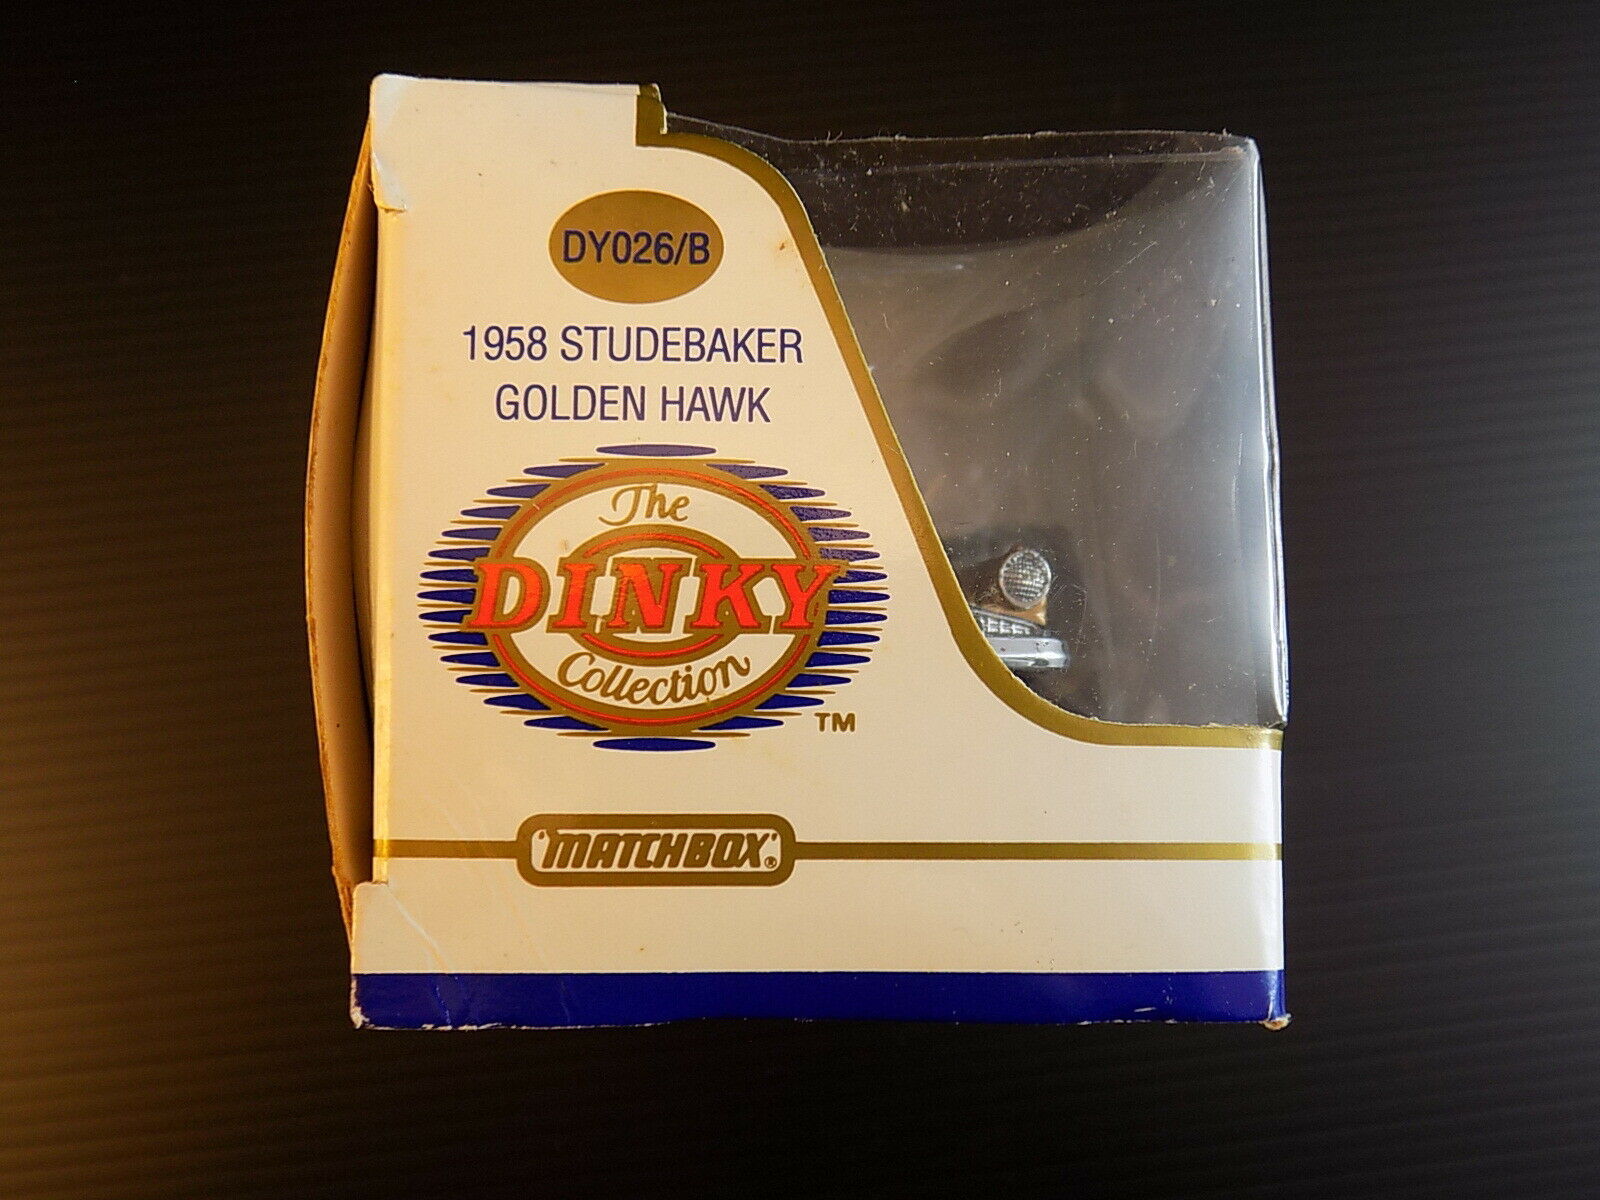 DY026/B
1958 STUDEBAKER
GOLDEN HAWK
The
DINKY
Collection
TM
'MATCHBOX'®